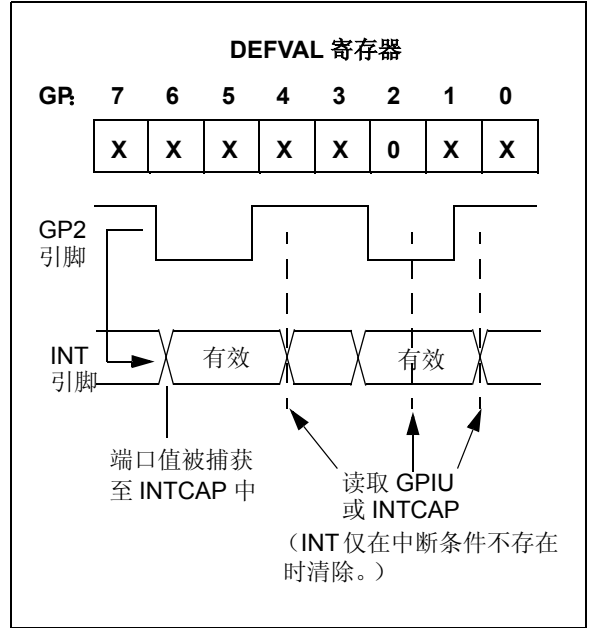 DEFVAL 寄存器
GP: 7 6 5 4 3 2 1 0
X X X X X 0 X X
GP2
引脚
INT
引脚
有效
有效
端口值被捕获
至 INTCAP 中
读取 GPIU
或 INTCAP
（INT 仅在中断条件不存在
时清除。）